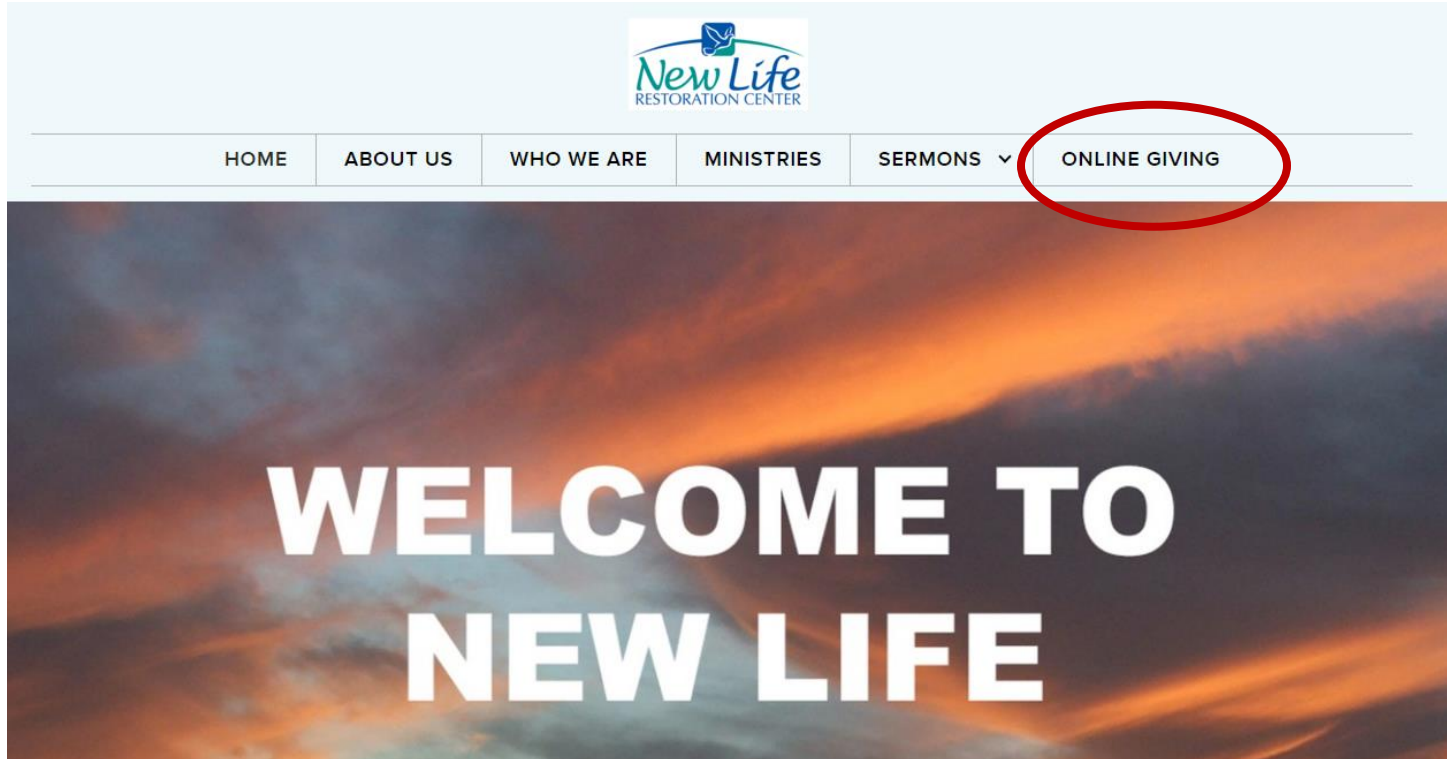 New Life
RESTORATION CENTER
HOME ABOUT US WHO WE ARE MINISTRIES SERMONS ONLINE GIVING
WELCOME TO
NEW LIFE